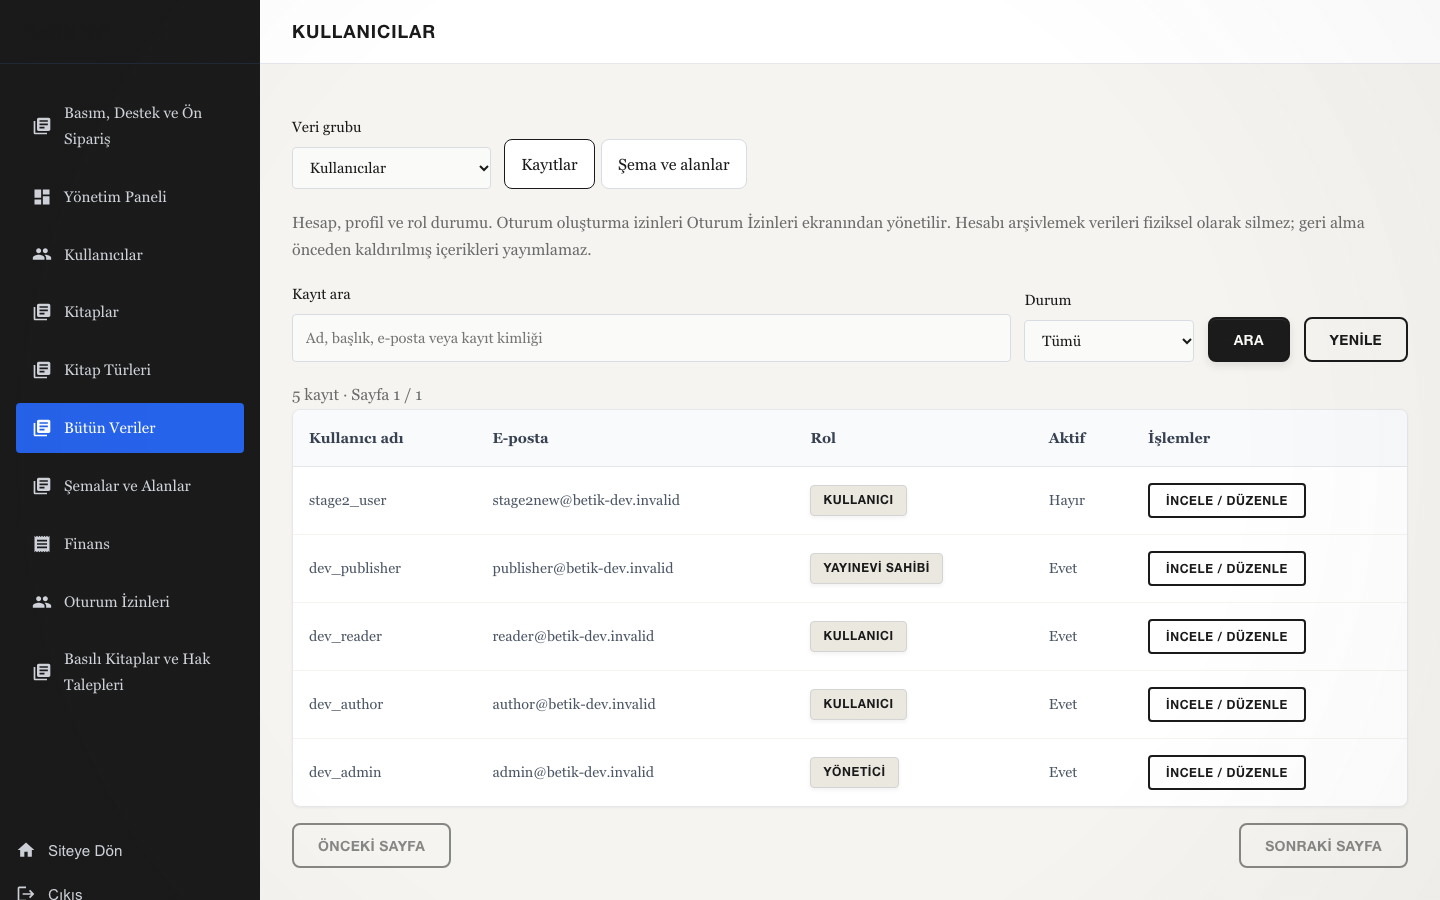 KULLANICILAR
Basım, Destek ve Ön
Sipariş
Yönetim Paneli
Kullanıcılar
Kitaplar
Kitap Türleri
Bütün Veriler
Şemalar ve Alanlar
Finans
Oturum İzinleri
Basılı Kitaplar ve Hak
Talepleri
Siteye Dön
Çıkış
Veri grubu
Kullanıcılar
Kayıtlar
Şema ve alanlar
Hesap, profil ve rol durumu. Oturum oluşturma izinleri Oturum İzinleri ekranından yönetilir. Hesabı arşivlemek verileri fiziksel olarak silmez; geri alma
önceden kaldırılmış içerikleri yayımlamaz.
Kayıt ara
Durum
Ad, başlık, e-posta veya kayıt kimliği
Tümü
ARA
YENİLE
5 kayıt · Sayfa 1 / 1
Kullanıcı adı E-posta Rol Aktif İşlemler
stage2_user stage2new@betik-dev.invalid KULLANICI Hayır İNCELE / DÜZENLE
dev_publisher publisher@betik-dev.invalid YAYINEVİ SAHİBİ Evet İNCELE / DÜZENLE
dev_reader reader@betik-dev.invalid KULLANICI Evet İNCELE / DÜZENLE
dev_author author@betik-dev.invalid KULLANICI Evet İNCELE / DÜZENLE
dev_admin admin@betik-dev.invalid YÖNETİCİ Evet İNCELE / DÜZENLE
ÖNCEKİ SAYFA
SONRAKİ SAYFA